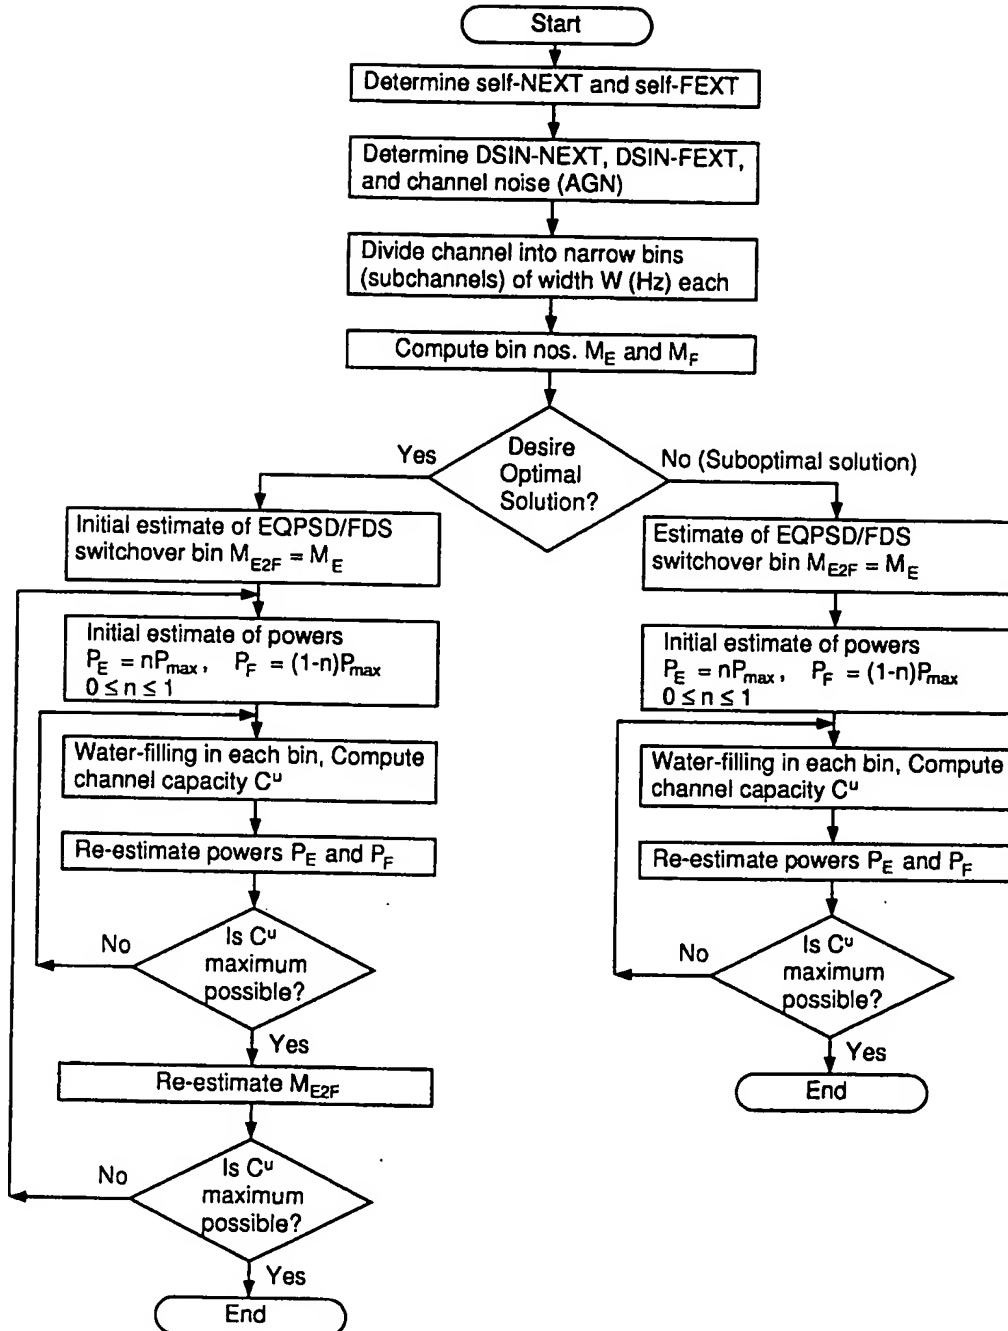 Start
Determine self-NEXT and self-FEXT
Determine DSIN-NEXT, DSIN-FEXT,
and channel noise (AGN)
Divide channel into narrow bins
(subchannels) of width W (Hz) each
Compute bin nos. M_E and M_F
Desire
Optimal
Solution?
Yes
No (Suboptimal solution)
Initial estimate of EQPSD/FDS
switchover bin M_E2F = M_E
Initial estimate of powers
P_E = nP_max, P_F = (1-n)P_max
0 ≤ n ≤ 1
Water-filling in each bin, Compute
channel capacity C^u
Re-estimate powers P_E and P_F
Is C^u
maximum
possible?
No
Yes
Re-estimate M_E2F
Is C^u
maximum
possible?
No
Yes
End
Estimate of EQPSD/FDS
switchover bin M_E2F = M_E
Initial estimate of powers
P_E = nP_max, P_F = (1-n)P_max
0 ≤ n ≤ 1
Water-filling in each bin, Compute
channel capacity C^u
Re-estimate powers P_E and P_F
Is C^u
maximum
possible?
No
Yes
End